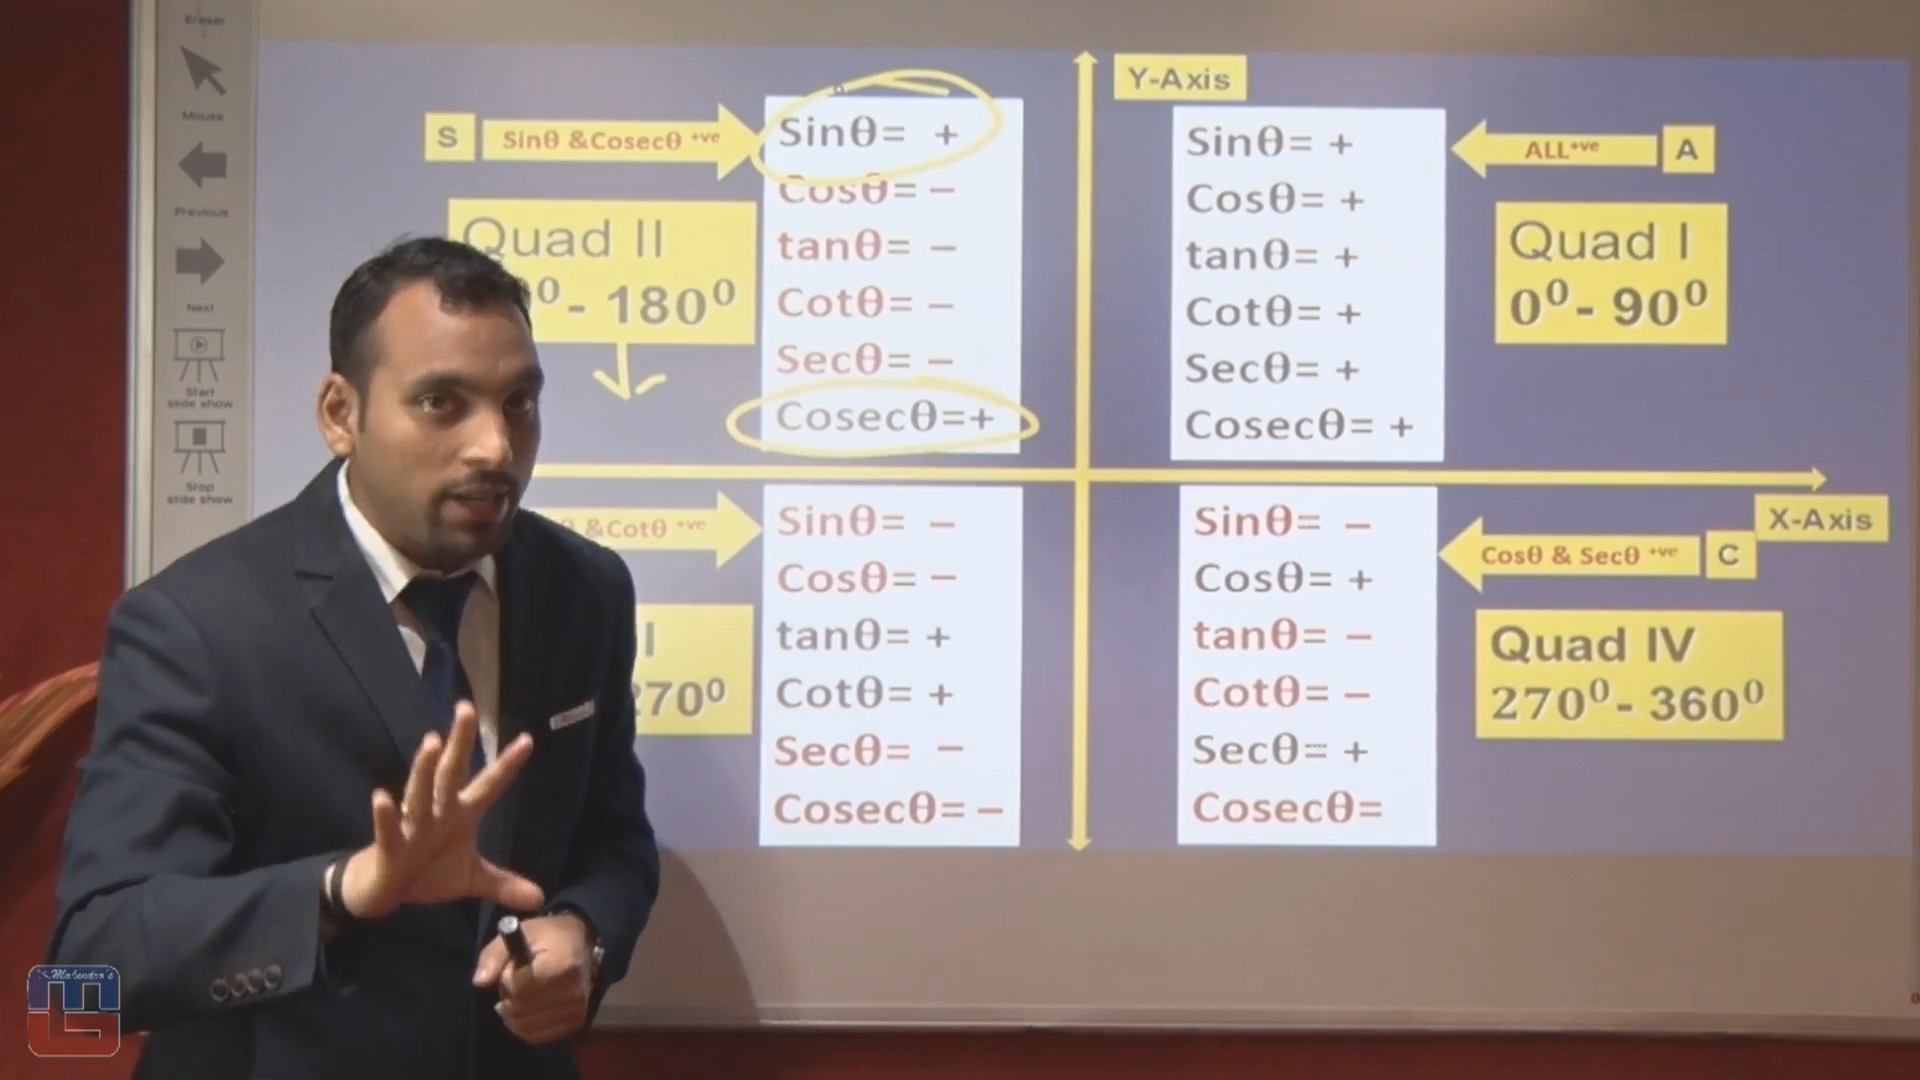 Eraser
Mouse
Previous
Next
Start
slide show
Stop
slide show
Y-Axis
S
Sinθ &Cosecθ +ve
Sinθ= +
Cosθ= −
tanθ= −
Cotθ= −
Secθ= −
Cosecθ=+
Quad II
⁰- 180⁰
Sinθ= +
Cosθ= +
tanθ= +
Cotθ= +
Secθ= +
Cosecθ= +
ALL+ve
A
Quad I
0⁰- 90⁰
X-Axis
&Cotθ +ve
Sinθ= −
Cosθ= −
tanθ= +
Cotθ= +
Secθ= −
Cosecθ= −
I
270⁰
Sinθ= −
Cosθ= +
tanθ= −
Cotθ= −
Secθ= +
Cosecθ=
Cosθ & Secθ +ve
C
Quad IV
270⁰- 360⁰
Mahendra's